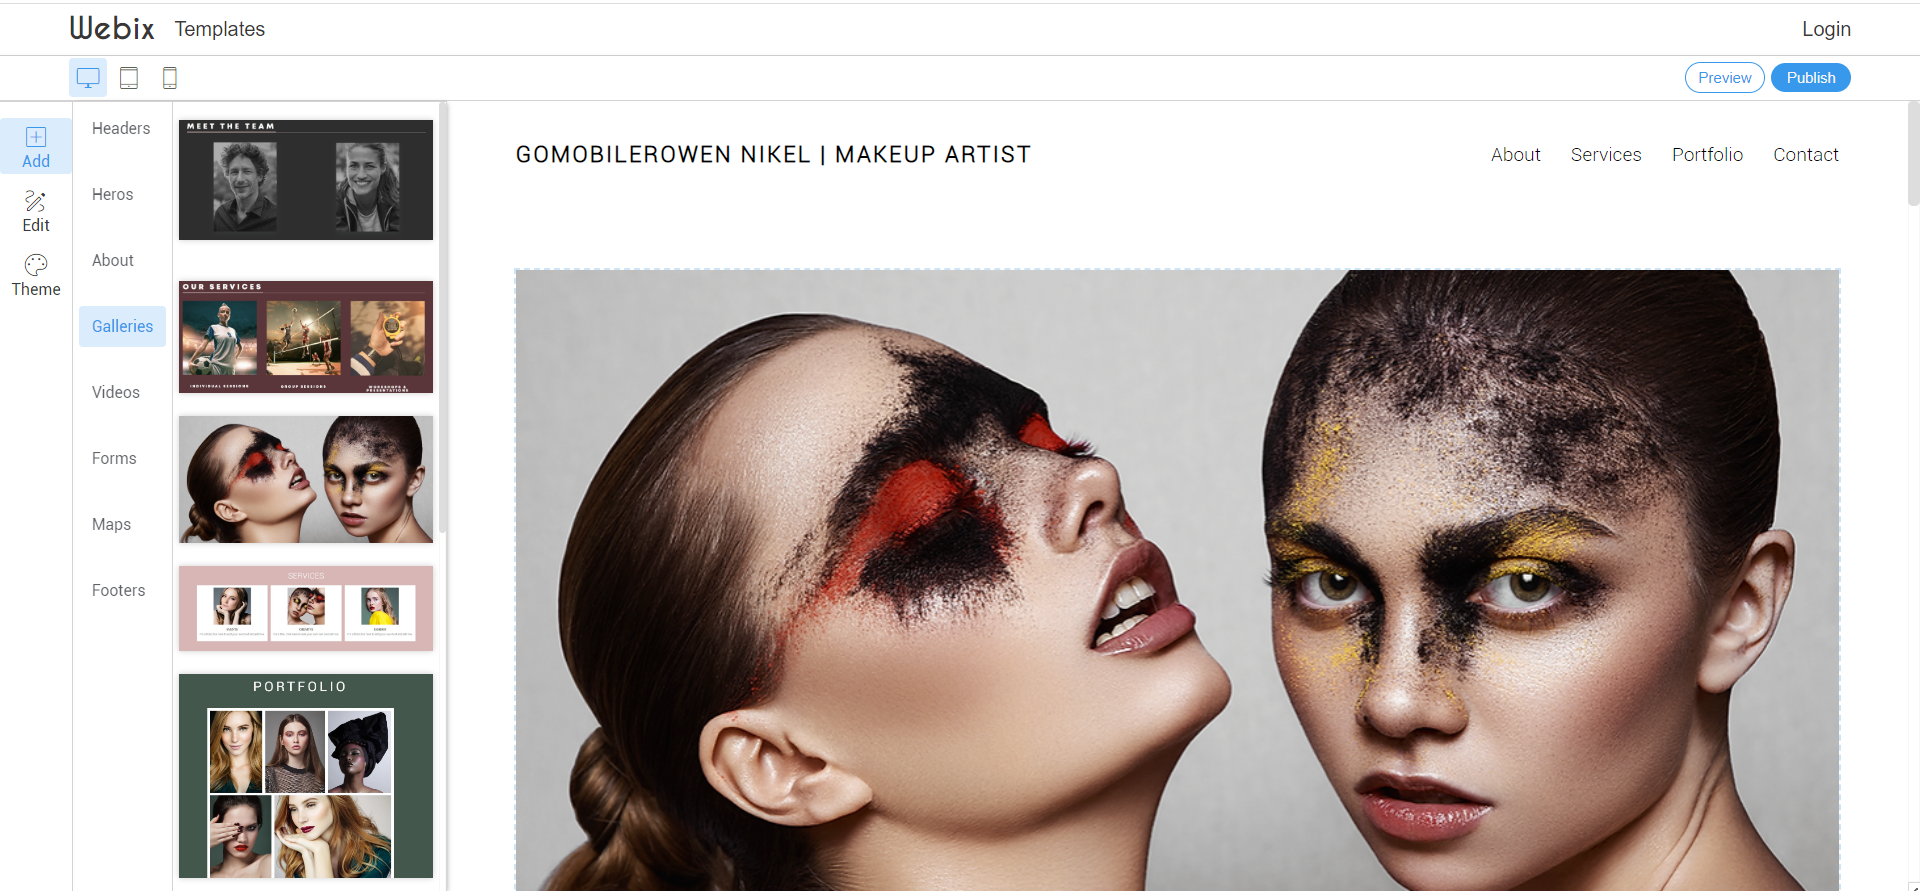 Webix Templates Login
Preview Publish
Add
Edit
Theme
Headers
Heros
About
Galleries
Videos
Forms
Maps
Footers
MEET THE TEAM
OUR SERVICES
INDIVIDUAL SESSIONS GROUP SESSIONS WORKSHOPS &
PRESENTATIONS
SERVICES
PORTFOLIO
GOMOBILEROWEN NIKEL | MAKEUP ARTIST About Services Portfolio Contact